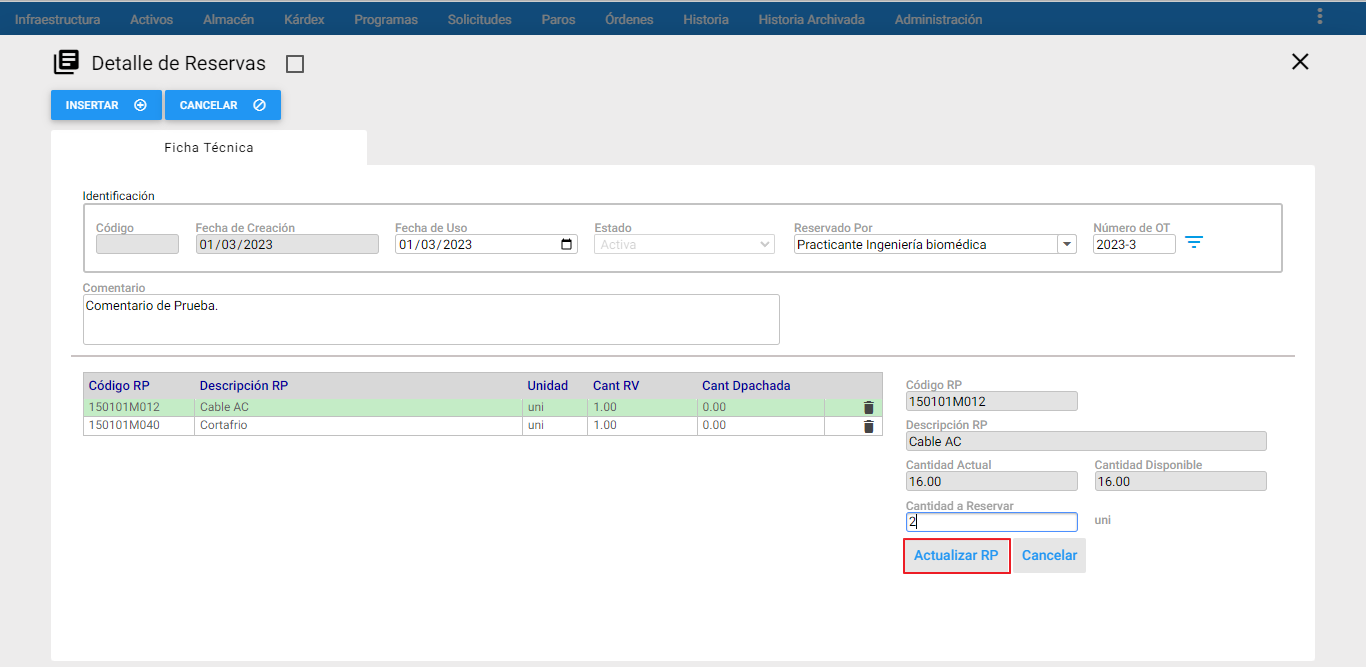 Infraestructura Activos Almacén Kárdex Programas Solicitudes Paros Órdenes Historia Historia Archivada Administración
Detalle de Reservas
INSERTAR CANCELAR
Ficha Técnica
Identificación
Código Fecha de Creación Fecha de Uso Estado Reservado Por Número de OT
01/03/2023 01/03/2023 Activa Practicante Ingeniería biomédica 2023-3
Comentario
Comentario de Prueba.
Código RP Descripción RP Unidad Cant RV Cant Dpachada
150101M012 Cable AC uni 1.00 0.00
150101M040 Cortafrio uni 1.00 0.00
Código RP
150101M012
Descripción RP
Cable AC
Cantidad Actual Cantidad Disponible
16.00 16.00
Cantidad a Reservar
2 uni
Actualizar RP Cancelar